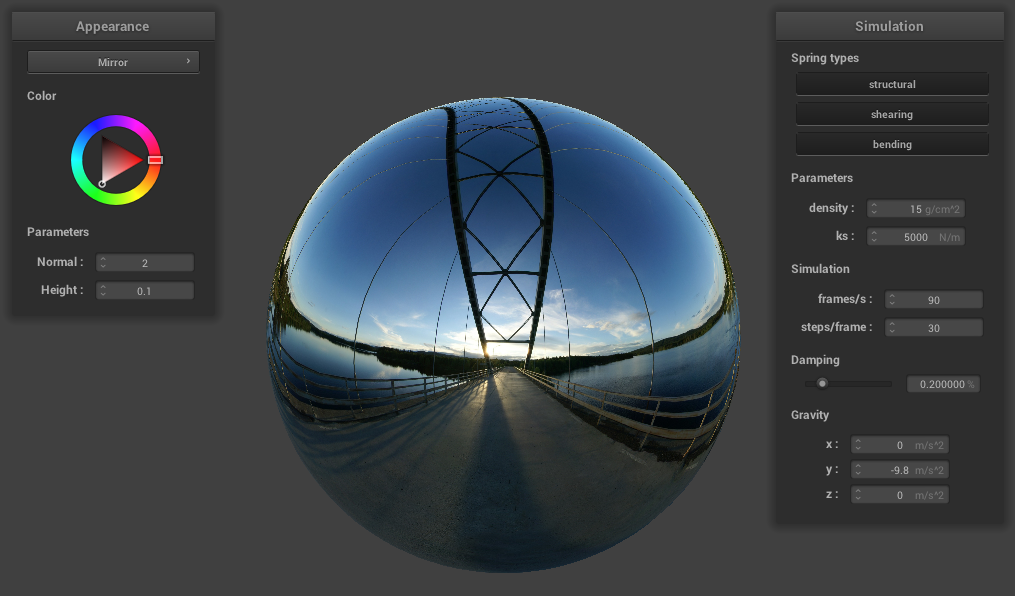 Appearance
Mirror ›
Color
Parameters
Normal : 2
Height : 0.1
Simulation
Spring types
structural
shearing
bending
Parameters
density : 15 g/cm^2
ks : 5000 N/m
Simulation
frames/s : 90
steps/frame : 30
Damping
0.200000 %
Gravity
x : 0 m/s^2
y : -9.8 m/s^2
z : 0 m/s^2